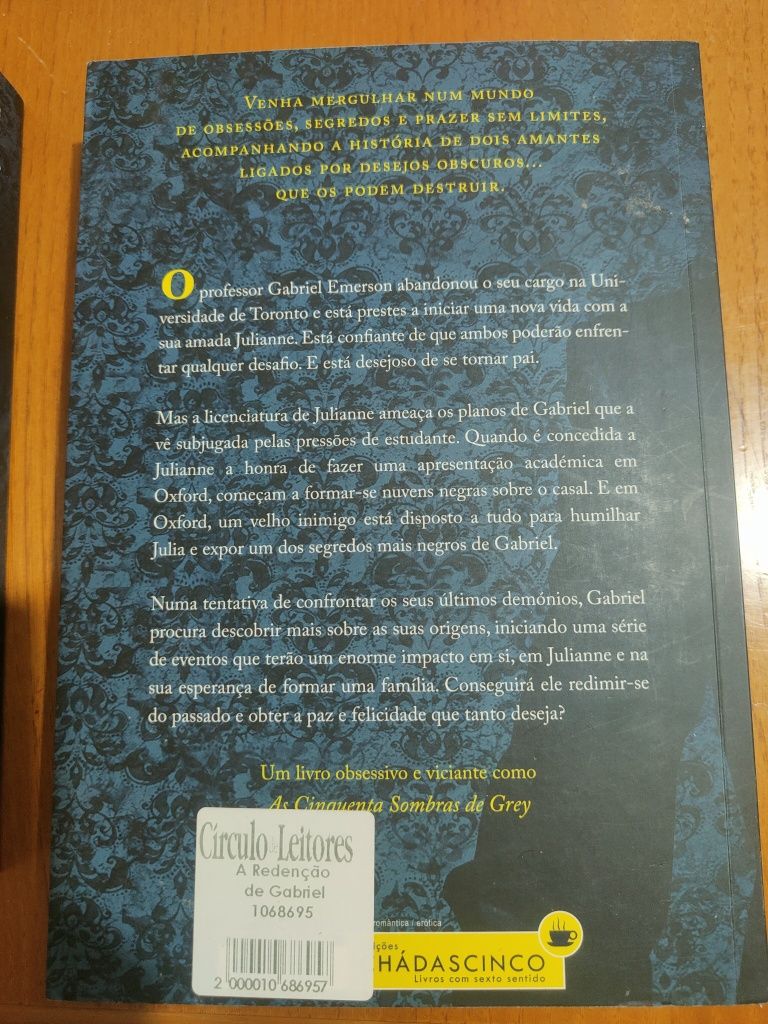 VENHA MERGULHAR NUM MUNDO
DE OBSESSÕES, SEGREDOS E PRAZER SEM LIMITES,
ACOMPANHANDO A HISTÓRIA DE DOIS AMANTES
LIGADOS POR DESEJOS OBSCUROS...
QUE OS PODEM DESTRUIR.
O professor Gabriel Emerson abandonou o seu cargo na Uni-
versidade de Toronto e está prestes a iniciar uma nova vida com a
sua amada Julianne. Está confiante de que ambos poderão enfren-
tar qualquer desafio. E está desejoso de se tornar pai.
Mas a licenciatura de Julianne ameaça os planos de Gabriel que a
vê subjugada pelas pressões de estudante. Quando é concedida a
Julianne a honra de fazer uma apresentação académica em
Oxford, começam a formar-se nuvens negras sobre o casal. E em
Oxford, um velho inimigo está disposto a tudo para humilhar
Julia e expor um dos segredos mais negros de Gabriel.
Numa tentativa de confrontar os seus últimos demónios, Gabriel
procura descobrir mais sobre as suas origens, iniciando uma série
de eventos que terão um enorme impacto em si, em Julianne e na
sua esperança de formar uma família. Conseguirá ele redimir-se
do passado e obter a paz e felicidade que tanto deseja?
Um livro obsessivo e viciante como
As Cinquenta Sombras de Grey
Círculo de Leitores
A Redenção
de Gabriel
1068695
2 000010 686957
romântica / erótica
ições
HÁDASCINCO
Livros com sexto sentido